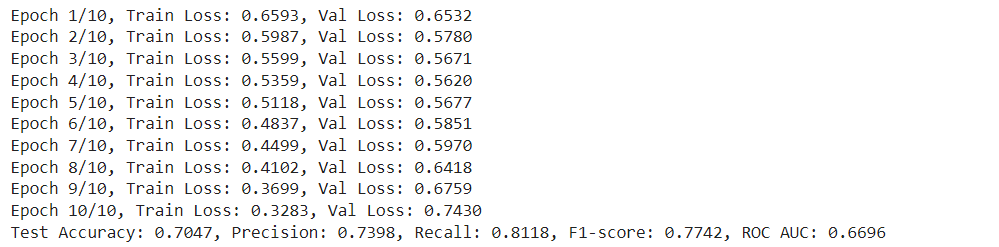 Epoch 1/10, Train Loss: 0.6593, Val Loss: 0.6532
Epoch 2/10, Train Loss: 0.5987, Val Loss: 0.5780
Epoch 3/10, Train Loss: 0.5599, Val Loss: 0.5671
Epoch 4/10, Train Loss: 0.5359, Val Loss: 0.5620
Epoch 5/10, Train Loss: 0.5118, Val Loss: 0.5677
Epoch 6/10, Train Loss: 0.4837, Val Loss: 0.5851
Epoch 7/10, Train Loss: 0.4499, Val Loss: 0.5970
Epoch 8/10, Train Loss: 0.4102, Val Loss: 0.6418
Epoch 9/10, Train Loss: 0.3699, Val Loss: 0.6759
Epoch 10/10, Train Loss: 0.3283, Val Loss: 0.7430
Test Accuracy: 0.7047, Precision: 0.7398, Recall: 0.8118, F1-score: 0.7742, ROC AUC: 0.6696